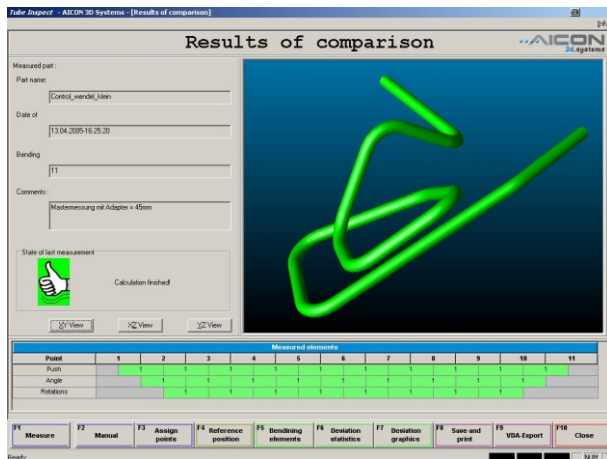 Tube Inspect - AICON 3D Systems - [Results of comparison]
Info
Results of comparison
AICON
3d.systems
Measured part :
Part name:
Control_wendel_klein
Date of
13.04.2005-16:25:20
Bending
11
Comments :
Mastermessung mit Adapter = 45mm
State of last measurement
Calculation finished!
XY View XZ View YZ View
Measured elements
Point 1 2 3 4 5 6 7 8 9 10 11
Push 1 1 1 1 1 1 1 1 1 1
Angle 1 1 1 1 1 1 1 1 1
Rotations 1 1 1 1 1 1 1 1
F1 Measure
F2 Manual
F3 Assign points
F4 Reference position
F5 Bendining elements
F6 Deviation statistics
F7 Deviation graphics
F8 Save and print
F9 VDA-Export
F10 Close
Ready
NUM